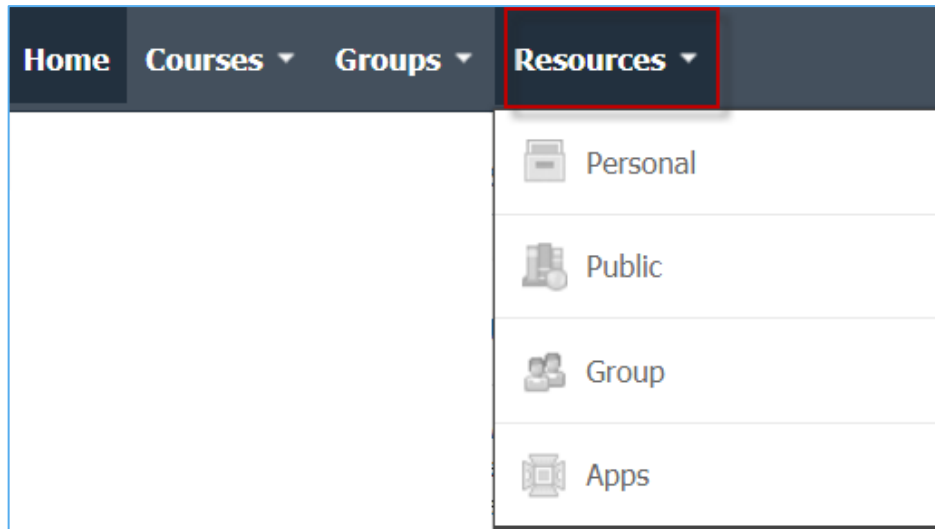 Home Courses Groups Resources
Personal
Public
Group
Apps